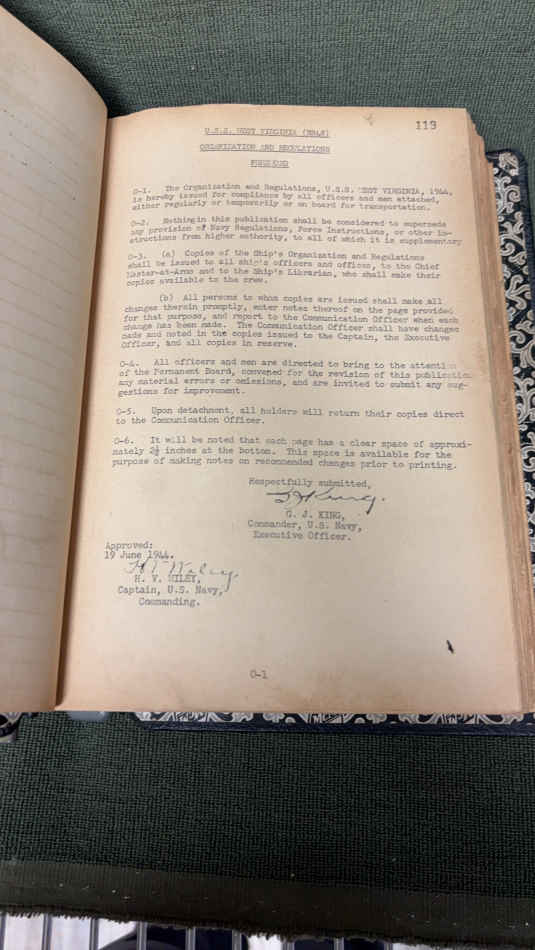 119
U.S.S. WEST VIRGINIA (BB48)
ORGANIZATION AND REGULATIONS
FOREWORD
0-1. The Organization and Regulations, U.S.S. WEST VIRGINIA, 1944,
is hereby issued for compliance by all officers and men attached,
either regularly or temporarily or on board for transportation.
0-2. Nothing in this publication shall be considered to supersede
any provision of Navy Regulations, Force Instructions, or other in-
structions from higher authority, to all of which it is supplementary
0-3. (a) Copies of the Ship's Organization and Regulations
shall be issued to all ship's officers and offices, to the Chief
Master-at-Arms and to the Ship's Librarian, who shall make their
copies available to the crew.
(b) All persons to whom copies are issued shall make all
changes therein promptly, enter notes thereof on the page provided
for that purpose, and report to the Communication Officer when each
change has been made. The Communication Officer shall have changes
made and noted in the copies issued to the Captain, the Executive
Officer, and all copies in reserve.
0-4. All officers and men are directed to bring to the attention
of the Permanent Board, convened for the revision of this publication
any material errors or omissions, and are invited to submit any sug-
gestions for improvement.
0-5. Upon detachment, all holders will return their copies direct
to the Communication Officer.
0-6. It will be noted that each page has a clear space of approxi-
mately 2½ inches at the bottom. This space is available for the
purpose of making notes on recommended changes prior to printing.
Respectfully submitted,
G J King.
G. J. KING,
Commander, U.S. Navy,
Executive Officer.
Approved:
19 June 1944.
H V Wiley
H. V. WILEY,
Captain, U.S. Navy,
Commanding.
0-1